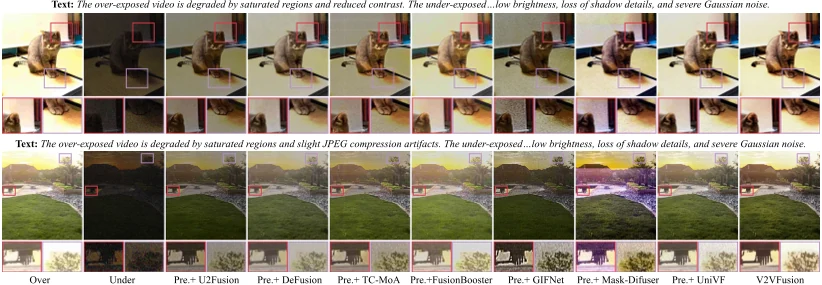 Text: The over-exposed video is degraded by saturated regions and reduced contrast. The under-exposed…low brightness, loss of shadow details, and severe Gaussian noise.
Text: The over-exposed video is degraded by saturated regions and slight JPEG compression artifacts. The under-exposed…low brightness, loss of shadow details, and severe Gaussian noise.
Over Under Pre.+ U2Fusion Pre.+ DeFusion Pre.+ TC-MoA Pre.+FusionBooster Pre.+ GIFNet Pre.+ Mask-Difuser Pre.+ UniVF V2VFusion